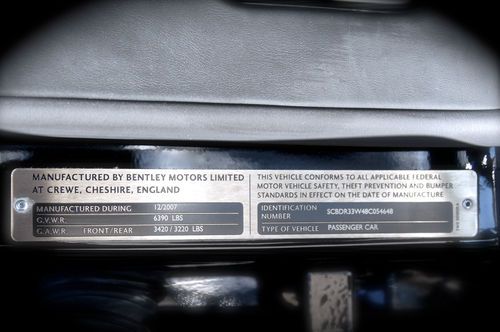 MANUFACTURED BY BENTLEY MOTORS LIMITED
AT CREWE, CHESHIRE, ENGLAND
MANUFACTURED DURING 12/2007
G.V.W.R. 6390 LBS
G.A.W.R. FRONT/REAR 3420 / 3220 LBS
THIS VEHICLE CONFORMS TO ALL APPLICABLE FEDERAL
MOTOR VEHICLE SAFETY, THEFT PREVENTION AND BUMPER
STANDARDS IN EFFECT ON THE DATE OF MANUFACTURE
IDENTIFICATION NUMBER SCBDR33W48C054648
TYPE OF VEHICLE PASSENGER CAR